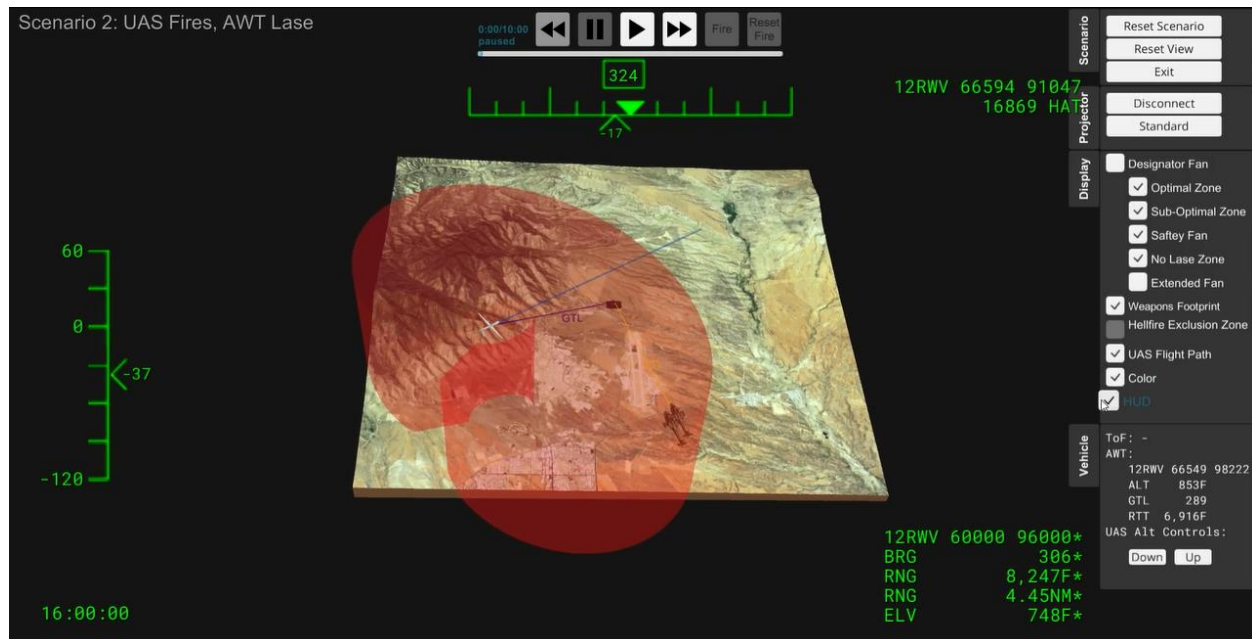 Scenario 2: UAS Fires, AWT Lase
0:00/10:00
paused
Fire
Reset
Fire
324
-17
12RWV 66594 91047
16869 HAT
60
0
-37
-120
GTL
16:00:00
12RWV 60000 96000*
BRG 306*
RNG 8,247F*
RNG 4.45NM*
ELV 748F*
Scenario
Reset Scenario
Reset View
Exit
Projector
Disconnect
Standard
Display
Designator Fan
Optimal Zone
Sub-Optimal Zone
Saftey Fan
No Lase Zone
Extended Fan
Weapons Footprint
Hellfire Exclusion Zone
UAS Flight Path
Color
HUD
Vehicle
ToF: -
AWT:
12RWV 66549 98222
ALT 853F
GTL 289
RTT 6,916F
UAS Alt Controls:
Down Up